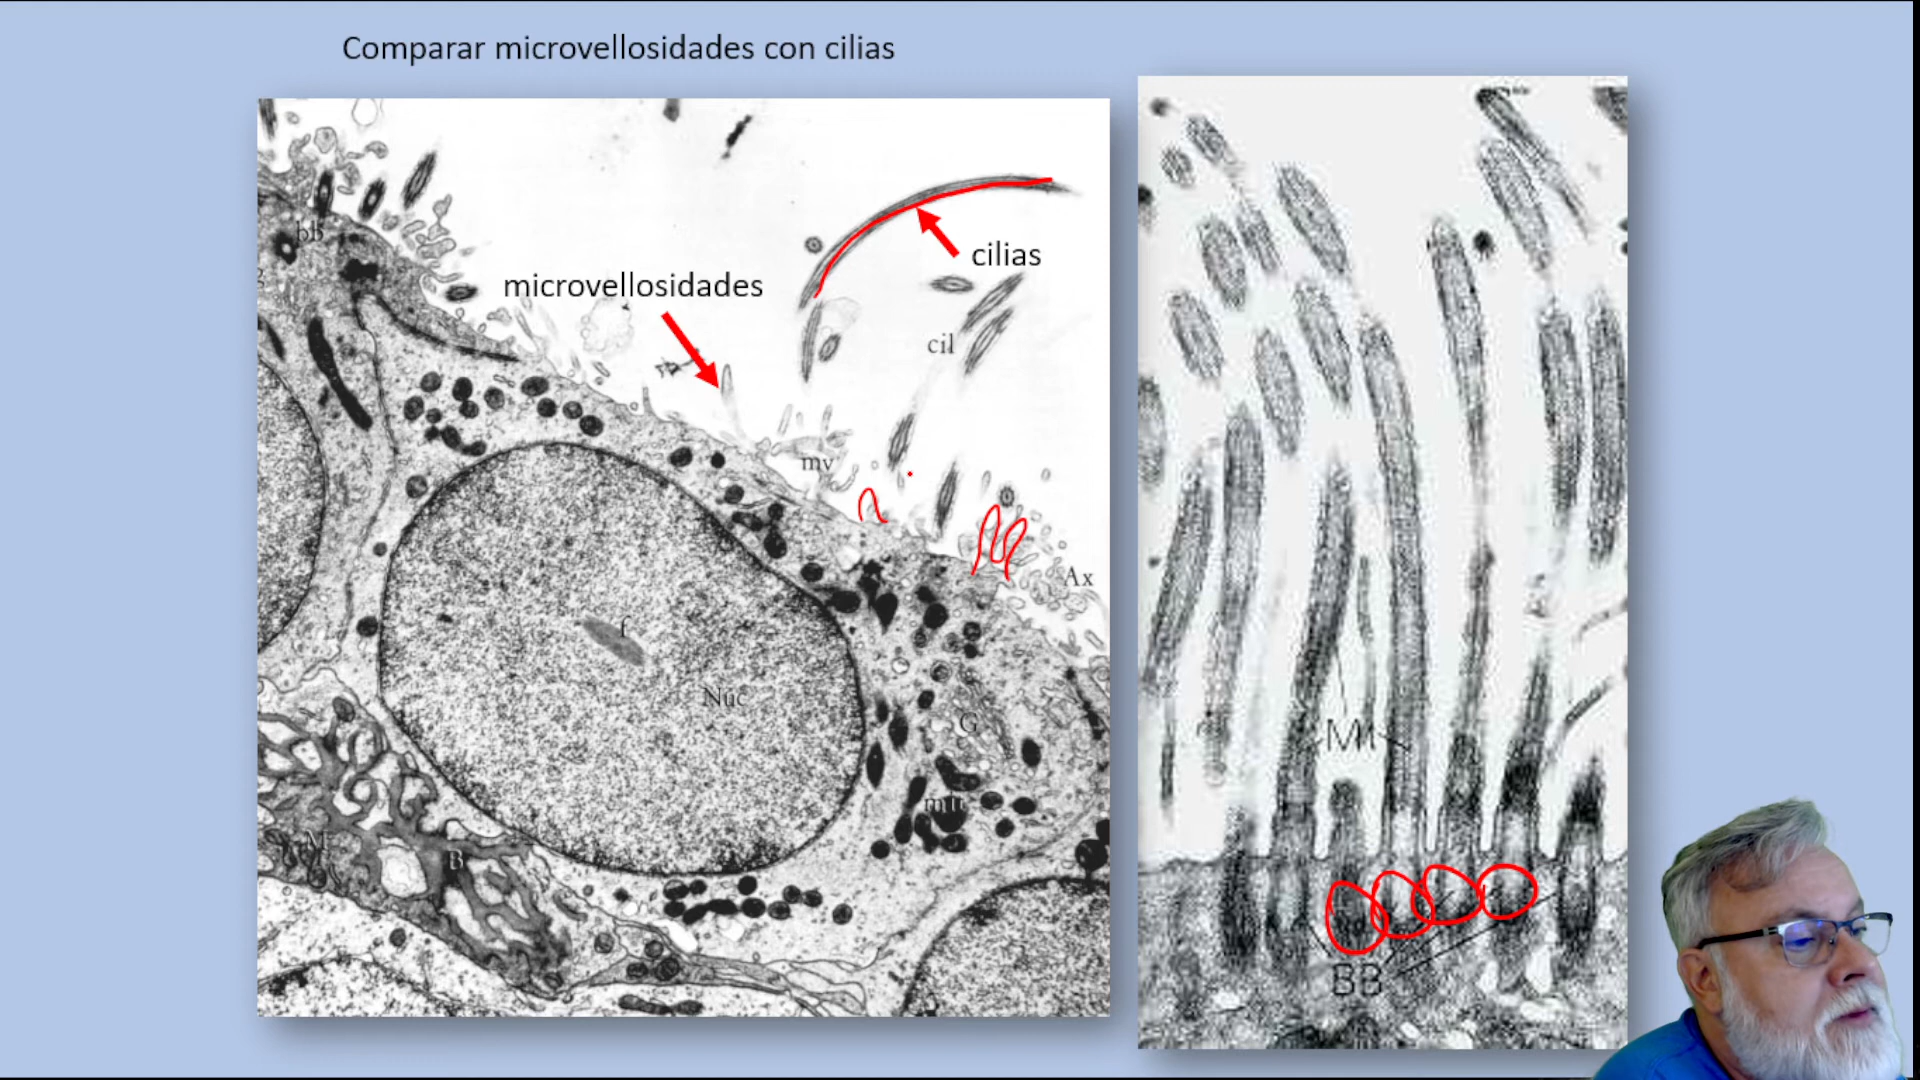 Comparar microvellosidades con cilias
bb
microvellosidades
cilias
cil
mv
Ax
f
Nuc
G
mit
M
B
Mt
BB